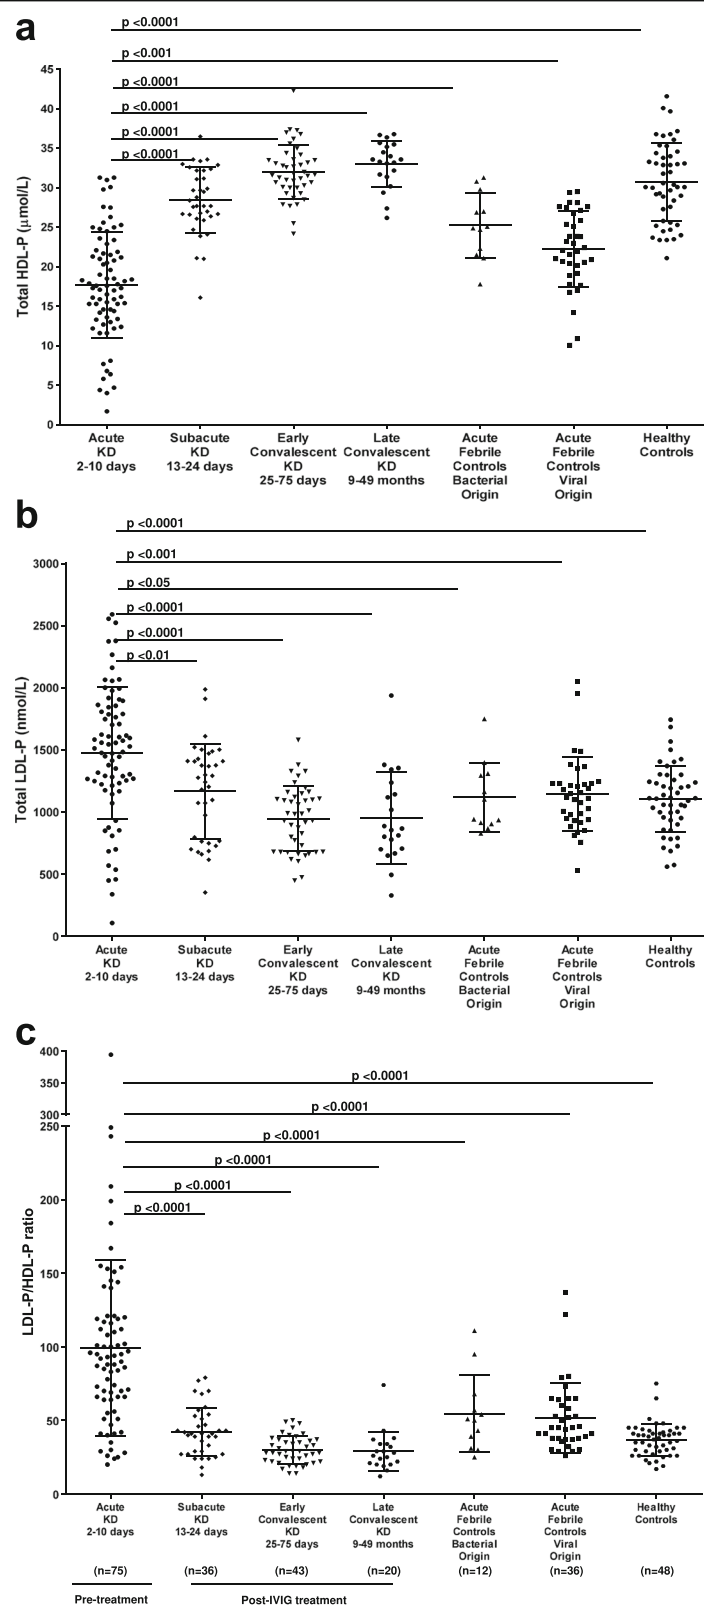 a
p <0.0001
p <0.001
p <0.0001
p <0.0001
p <0.0001
p <0.0001
Total HDL-P (μmol/L)
45
40
35
30
25
20
15
10
5
0
Acute
KD
2-10 days
Subacute
KD
13-24 days
Early
Convalescent
KD
25-75 days
Late
Convalescent
KD
9-49 months
Acute
Febrile
Controls
Bacterial
Origin
Acute
Febrile
Controls
Viral
Origin
Healthy
Controls
b
p <0.0001
p <0.001
p <0.05
p <0.0001
p <0.0001
p <0.01
Total LDL-P (nmol/L)
3000
2500
2000
1500
1000
500
0
Acute
KD
2-10 days
Subacute
KD
13-24 days
Early
Convalescent
KD
25-75 days
Late
Convalescent
KD
9-49 months
Acute
Febrile
Controls
Bacterial
Origin
Acute
Febrile
Controls
Viral
Origin
Healthy
Controls
c
p <0.0001
p <0.0001
p <0.0001
p <0.0001
p <0.0001
p <0.0001
LDL-P/HDL-P ratio
400
350
300
250
200
150
100
50
0
Acute
KD
2-10 days
Subacute
KD
13-24 days
Early
Convalescent
KD
25-75 days
Late
Convalescent
KD
9-49 months
Acute
Febrile
Controls
Bacterial
Origin
Acute
Febrile
Controls
Viral
Origin
Healthy
Controls
(n=75)
(n=36)
(n=43)
(n=20)
(n=12)
(n=36)
(n=48)
Pre-treatment
Post-IVIG treatment